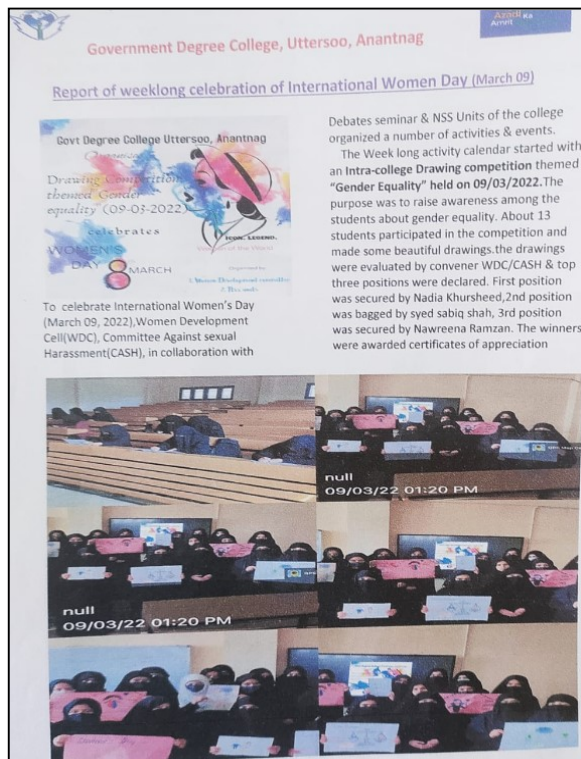 Azadi Ka
Amrit
Government Degree College, Uttersoo, Anantnag
Report of weeklong celebration of International Women Day (March 09)
Govt Degree College Uttersoo, Anantnag
Drawing Competition
themed Gender
equality (09-03-2022)
celebrates
WOMEN'S
DAY 8 MARCH
ICON. LEGEND.
To celebrate International Women's Day
(March 09, 2022),Women Development
Cell(WDC), Committee Against sexual
Harassment(CASH), in collaboration with
Debates seminar & NSS Units of the college
organized a number of activities & events.
The Week long activity calendar started with
an Intra-college Drawing competition themed
"Gender Equality" held on 09/03/2022.The
purpose was to raise awareness among the
students about gender equality. About 13
students participated in the competition and
made some beautiful drawings.the drawings
were evaluated by convener WDC/CASH & top
three positions were declared. First position
was secured by Nadia Khursheed,2nd position
was bagged by syed sabiq shah, 3rd position
was secured by Nawreena Ramzan. The winners
were awarded certificates of appreciation
null
09/03/22 01:20 PM
null
09/03/22 01:20 PM